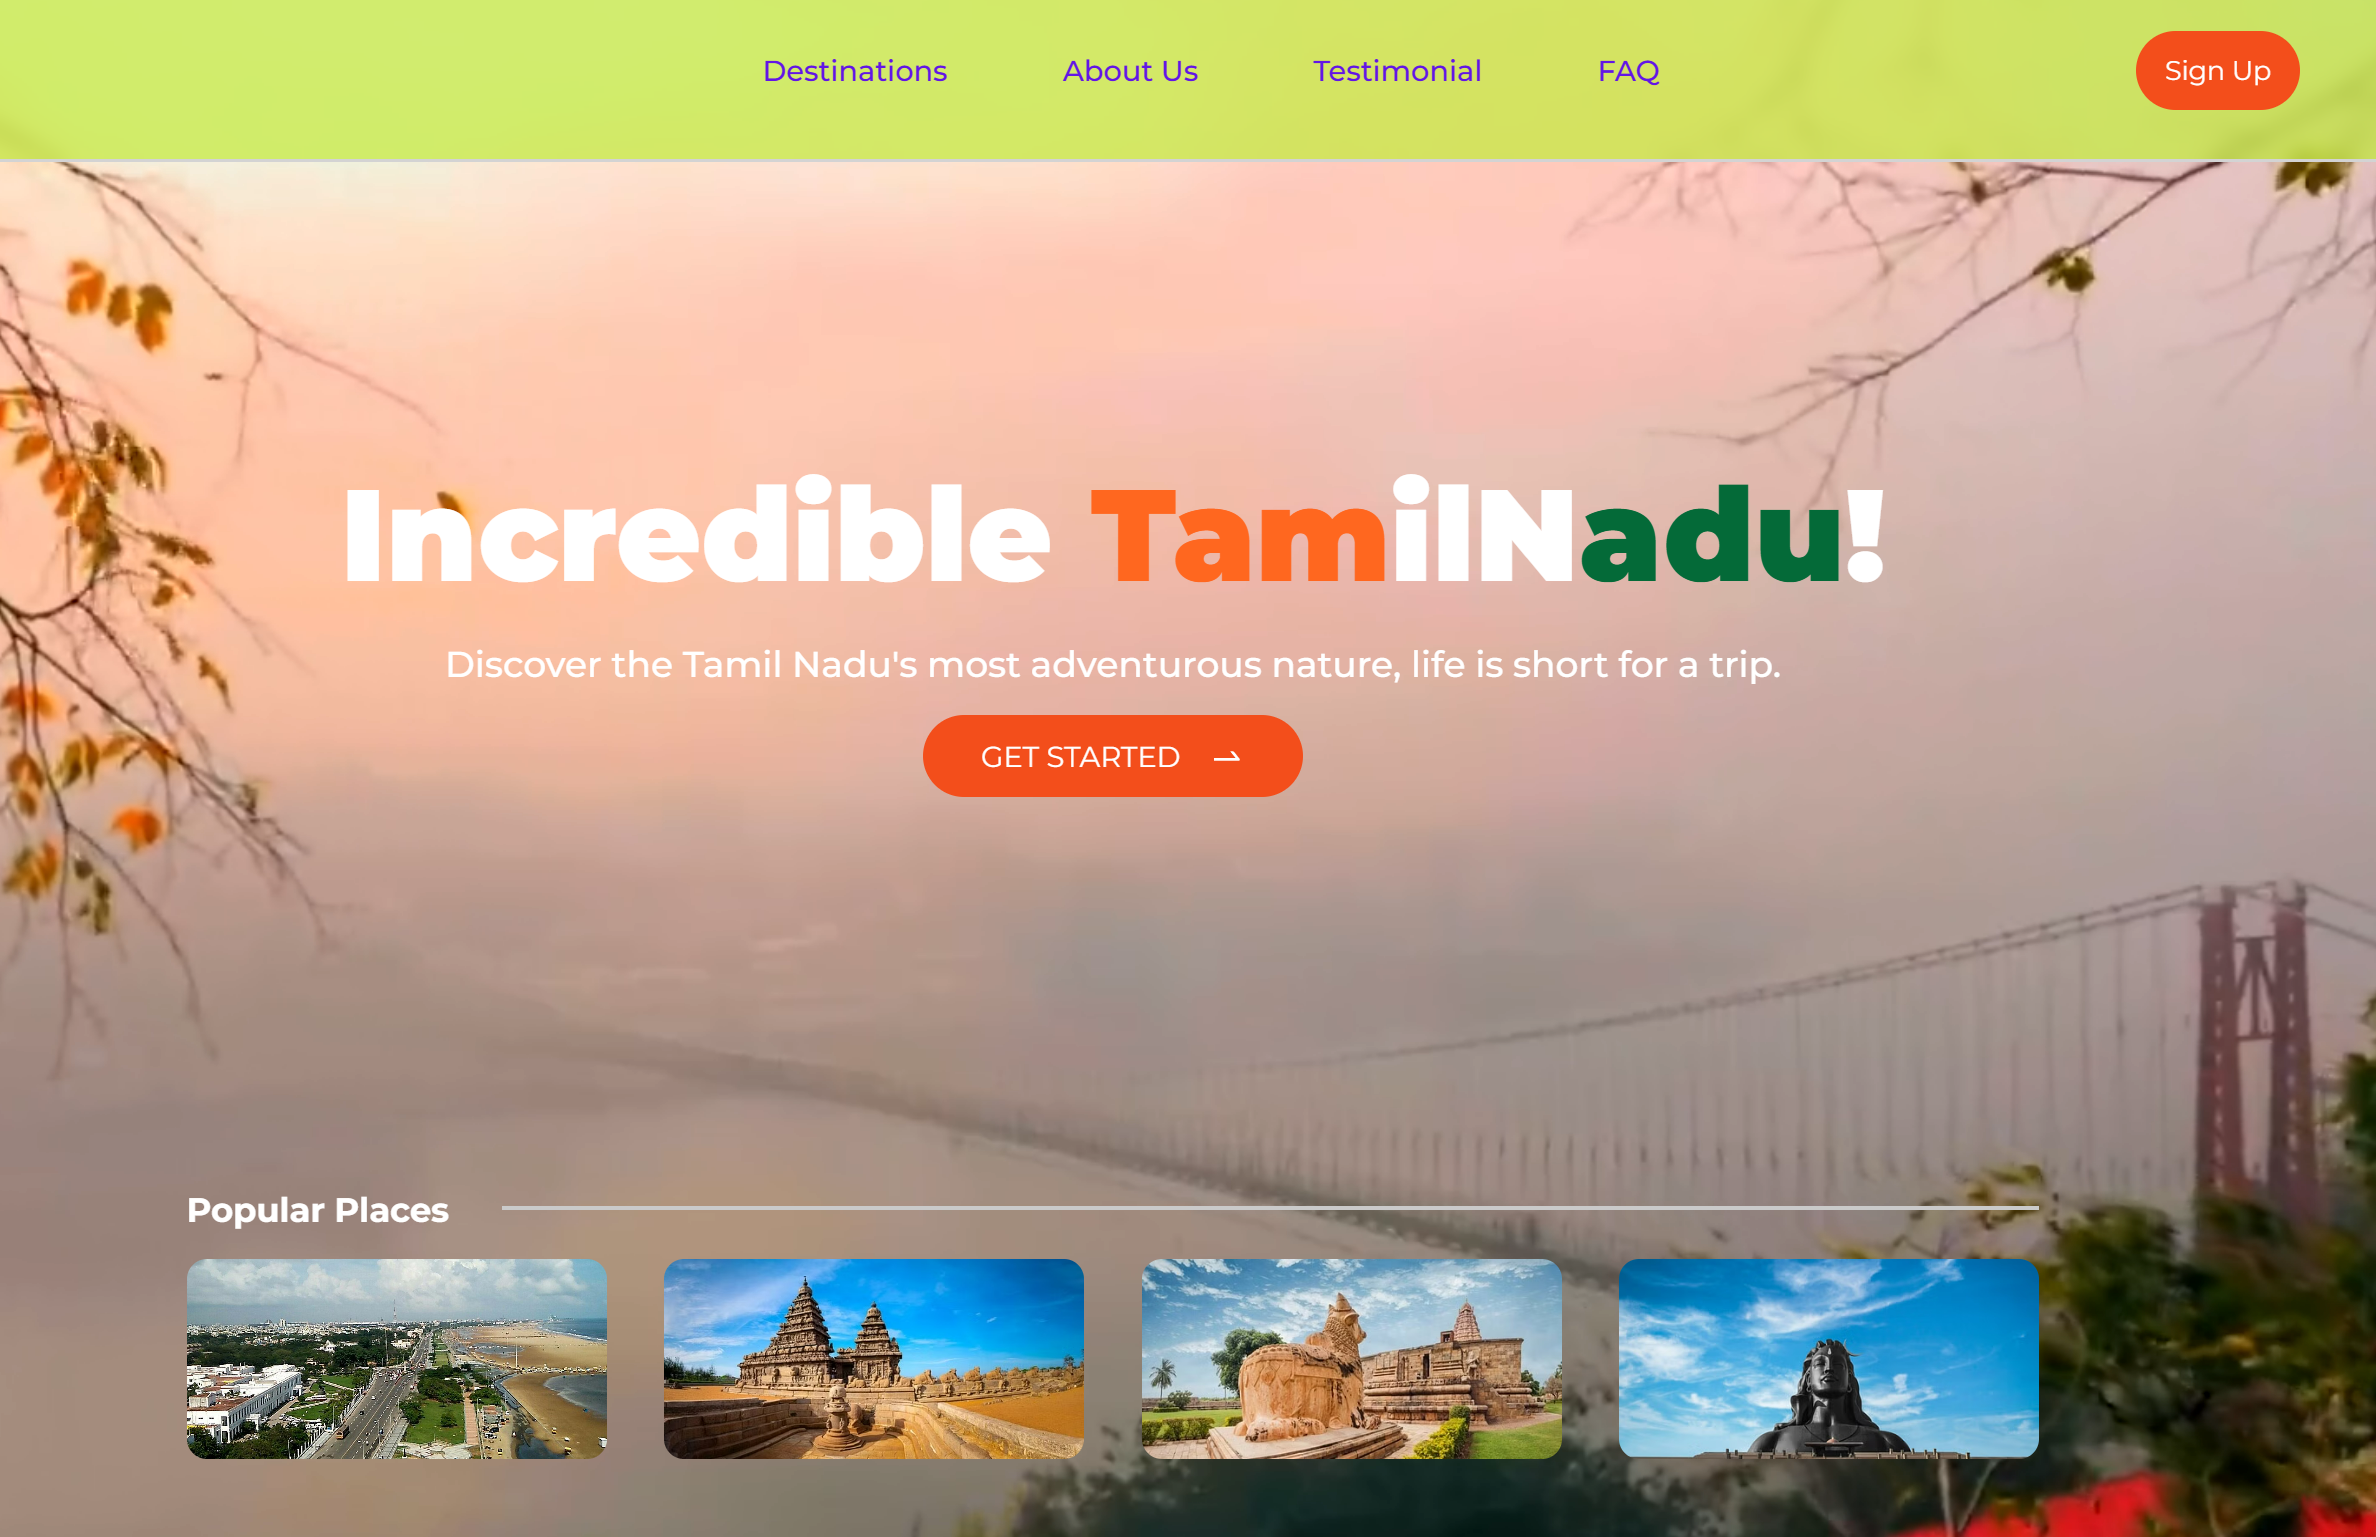 Destinations About Us Testimonial FAQ Sign Up
Incredible TamilNadu!
Discover the Tamil Nadu's most adventurous nature, life is short for a trip.
GET STARTED
Popular Places